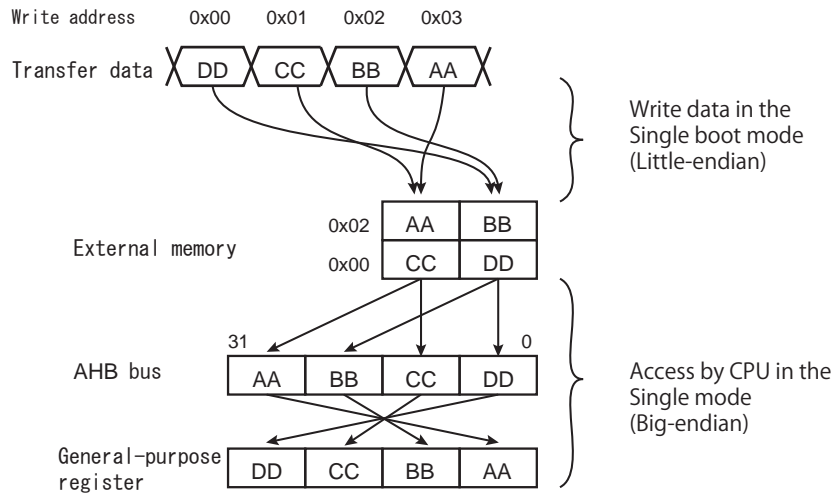 Write address 0x00 0x01 0x02 0x03
Transfer data DD CC BB AA
Write data in the
Single boot mode
(Little-endian)
0x02 AA BB
External memory
0x00 CC DD
31 0
AHB bus AA BB CC DD
Access by CPU in the
Single mode
(Big-endian)
General-purpose
register DD CC BB AA